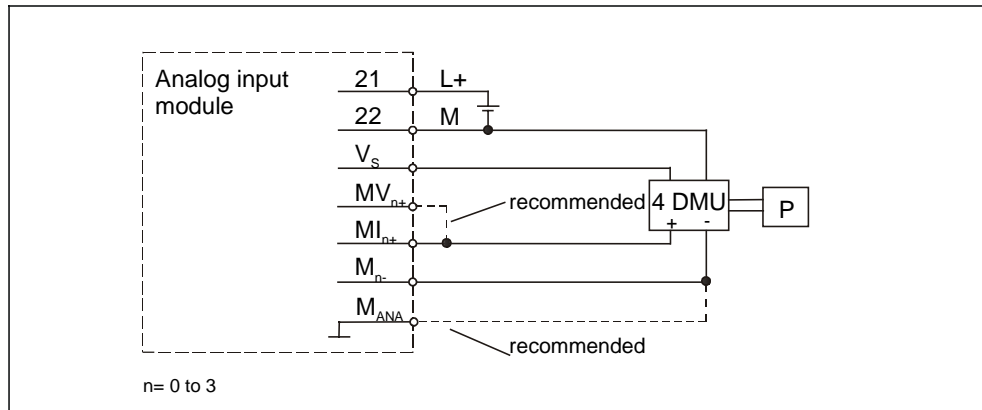 Analog input
module
21 L+
22 M
VS
MVn+
recommended
MIn+
4 DMU
+ -
P
Mn-
MANA
recommended
n= 0 to 3